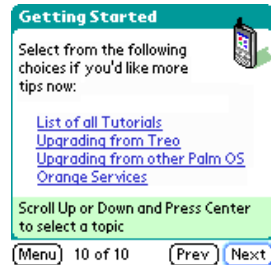 Getting Started
Select from the following
choices if you'd like more
tips now:
List of all Tutorials
Upgrading from Treo
Upgrading from other Palm OS
Orange Services
Scroll Up or Down and Press Center
to select a topic
Menu 10 of 10 Prev Next